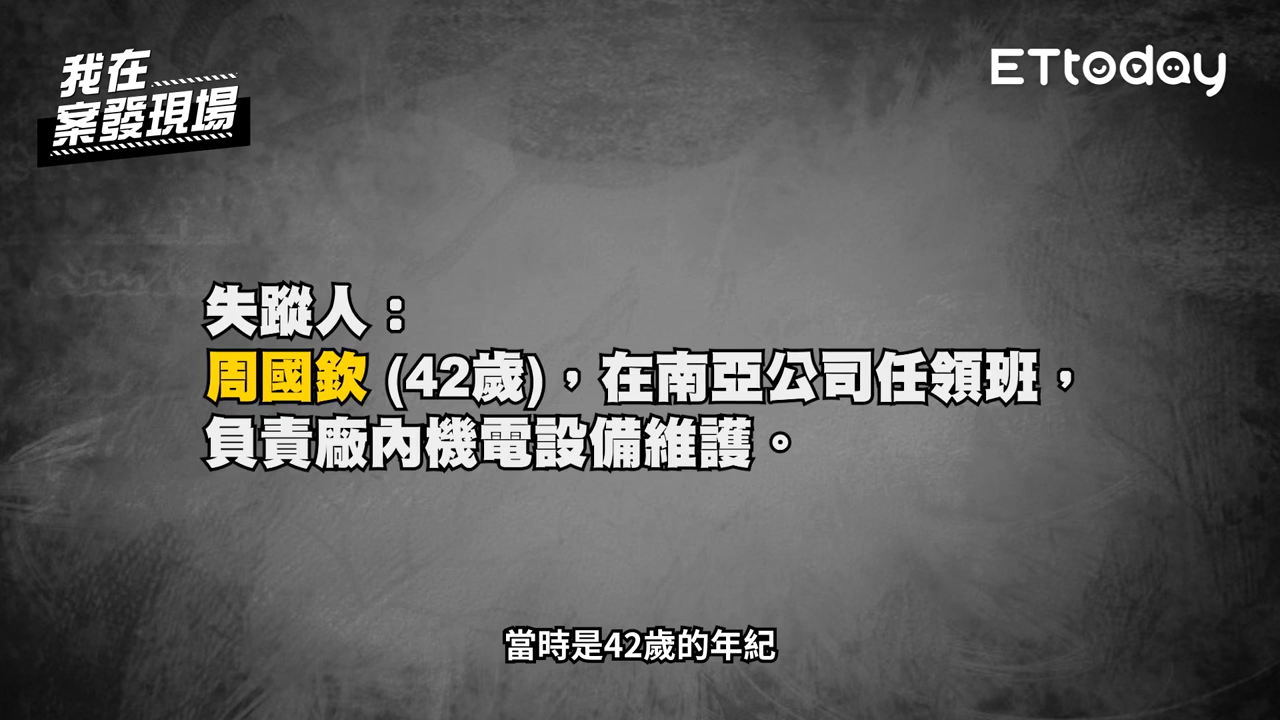 我在
案發現場
ETtoday
失蹤人：
周國欽 (42歲)，在南亞公司任領班，
負責廠內機電設備維護。
當時是42歲的年紀